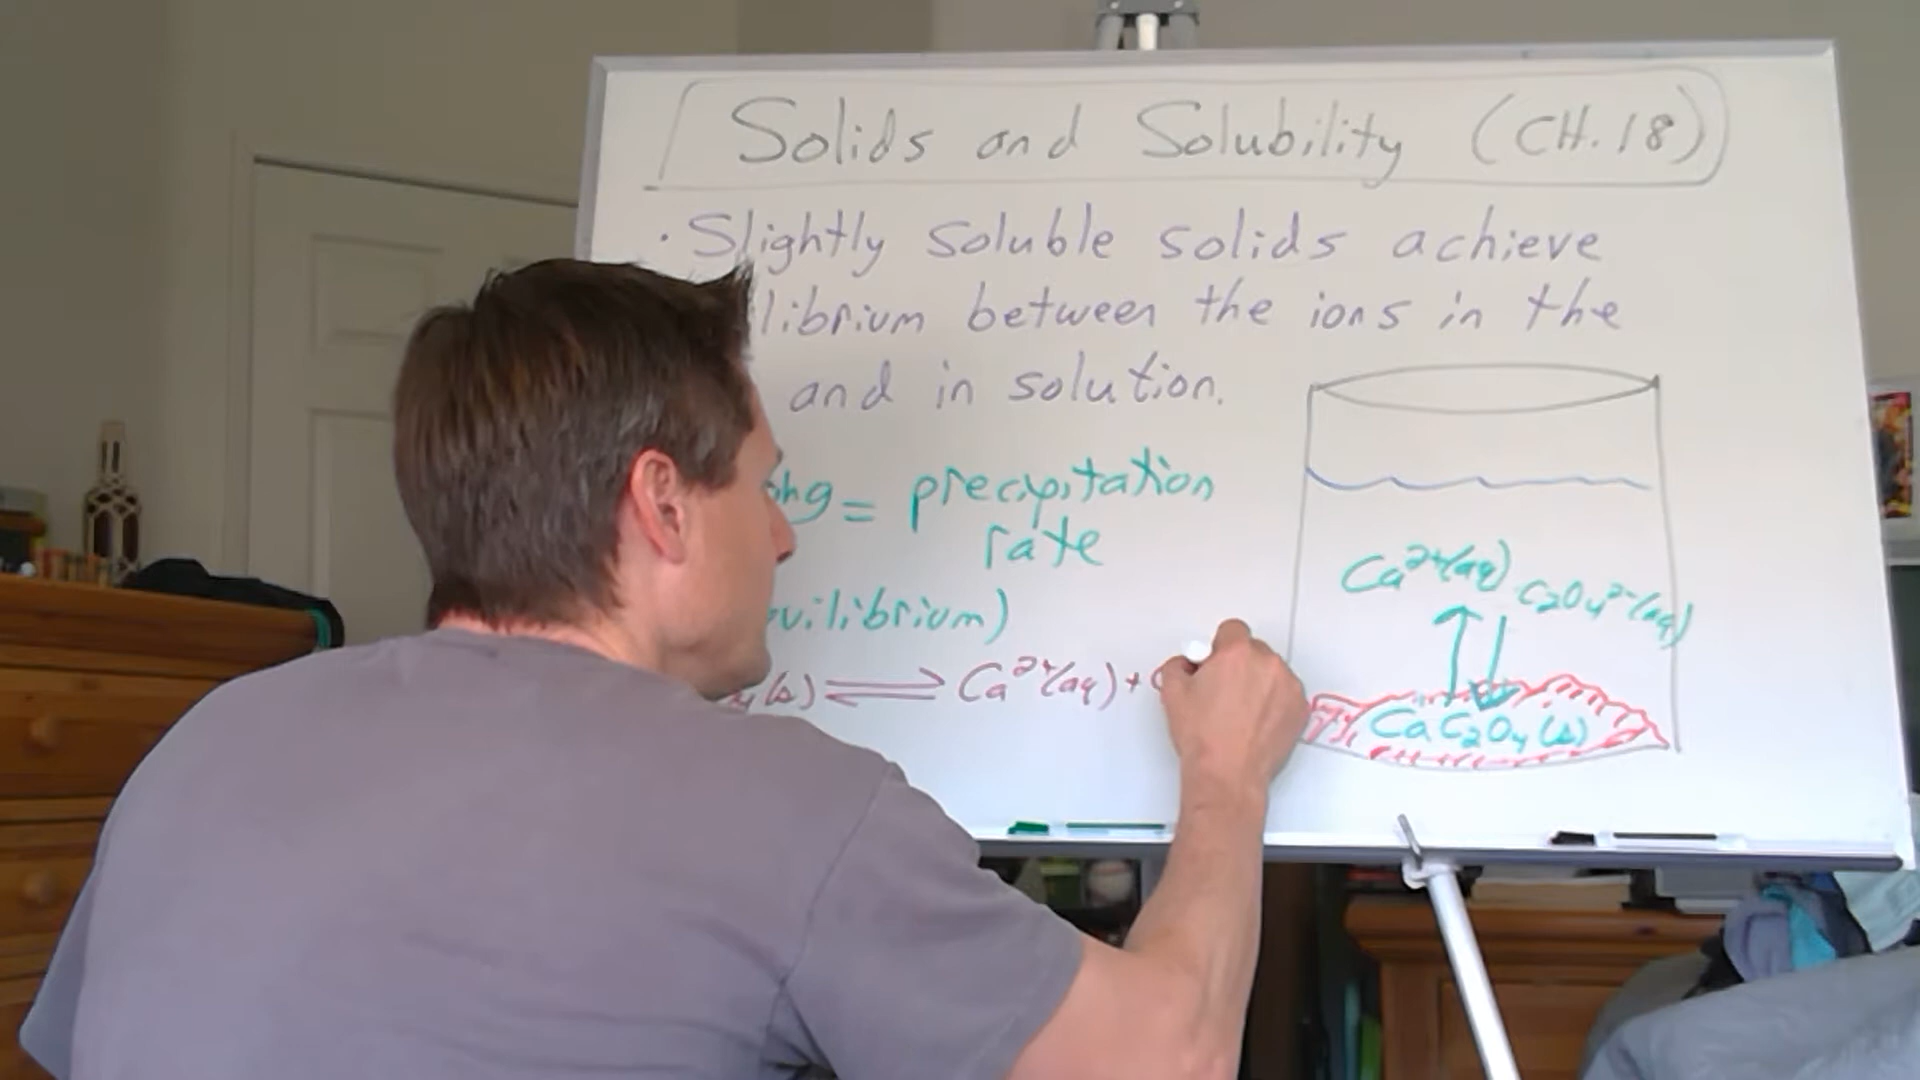 Solids and Solubility (CH.18)
· Slightly soluble solids achieve
librium between the ions in the
and in solution.
= precipitation
rate
uilibrium)
4(s) ⇌ Ca²⁺(aq) +
Ca²⁺(aq) C₂O₄²⁻(aq)
CaC₂O₄(s)